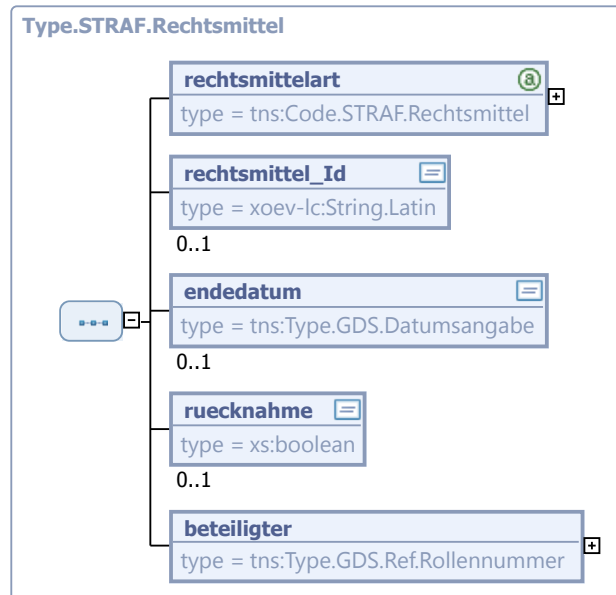 Type.STRAF.Rechtsmittel
rechtsmittelart
type = tns:Code.STRAF.Rechtsmittel
rechtsmittel_Id
type = xoev-lc:String.Latin
0..1
endedatum
type = tns:Type.GDS.Datumsangabe
0..1
ruecknahme
type = xs:boolean
0..1
beteiligter
type = tns:Type.GDS.Ref.Rollennummer